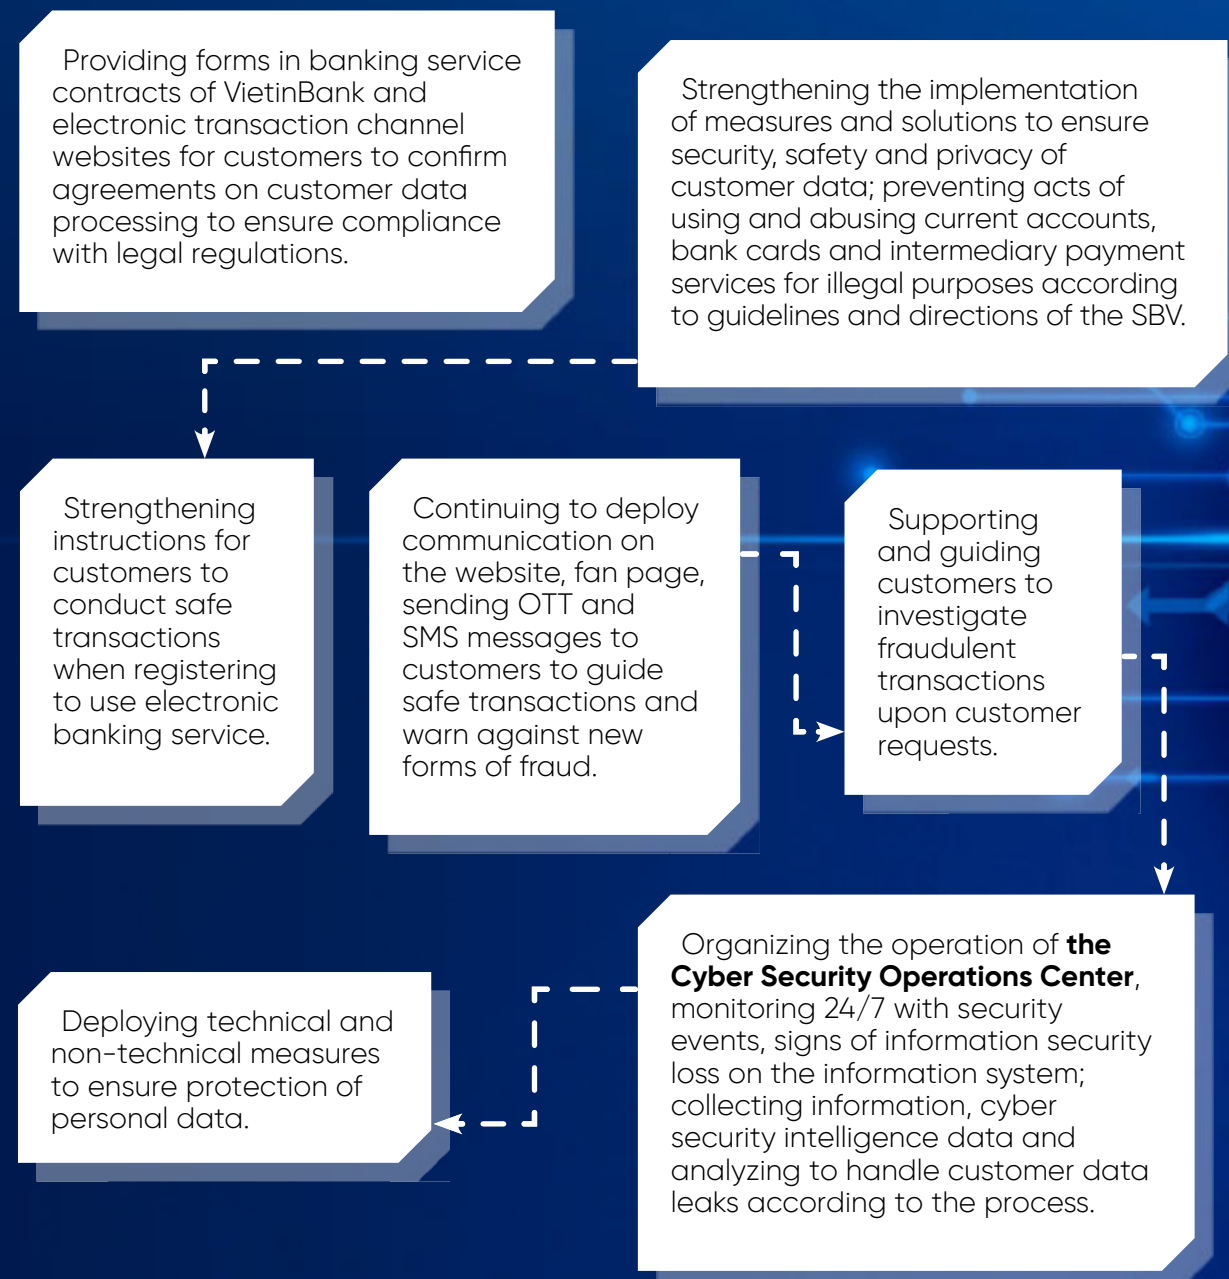 Providing forms in banking service
contracts of VietinBank and
electronic transaction channel
websites for customers to confirm
agreements on customer data
processing to ensure compliance
with legal regulations.
Strengthening the implementation
of measures and solutions to ensure
security, safety and privacy of
customer data; preventing acts of
using and abusing current accounts,
bank cards and intermediary payment
services for illegal purposes according
to guidelines and directions of the SBV.
Strengthening
instructions for
customers to
conduct safe
transactions
when registering
to use electronic
banking service.
Continuing to deploy
communication on
the website, fan page,
sending OTT and
SMS messages to
customers to guide
safe transactions and
warn against new
forms of fraud.
Supporting
and guiding
customers to
investigate
fraudulent
transactions
upon customer
requests.
Organizing the operation of the
Cyber Security Operations Center,
monitoring 24/7 with security
events, signs of information security
loss on the information system;
collecting information, cyber
security intelligence data and
analyzing to handle customer data
leaks according to the process.
Deploying technical and
non-technical measures
to ensure protection of
personal data.